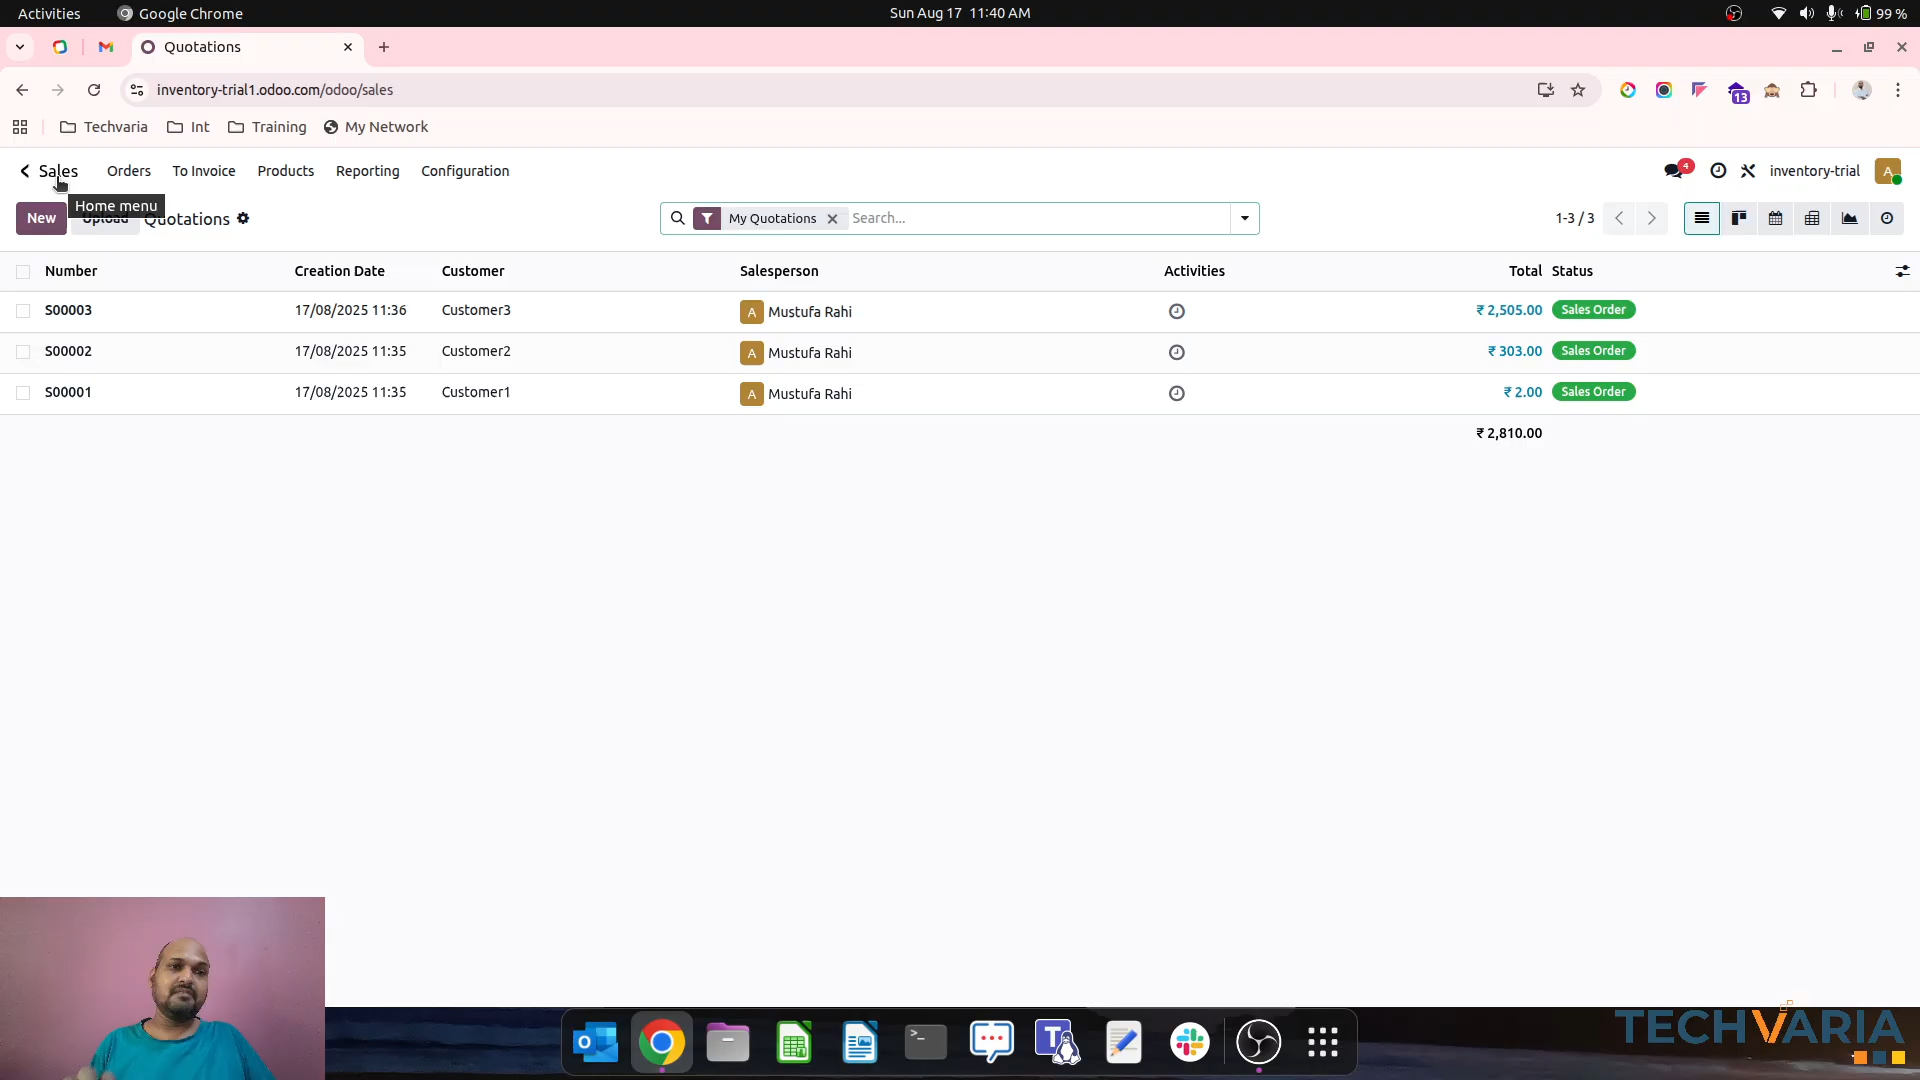 Activities Google Chrome Sun Aug 17 11:40 AM 99 %
Quotations
inventory-trial1.odoo.com/odoo/sales 13
Techvaria Int Training My Network
Sales Orders To Invoice Products Reporting Configuration 4 inventory-trial A
Home menu
New Upload Quotations My Quotations Search... 1-3 / 3
Number Creation Date Customer Salesperson Activities Total Status
S00003 17/08/2025 11:36 Customer3 A Mustufa Rahi ₹ 2,505.00 Sales Order
S00002 17/08/2025 11:35 Customer2 A Mustufa Rahi ₹ 303.00 Sales Order
S00001 17/08/2025 11:35 Customer1 A Mustufa Rahi ₹ 2.00 Sales Order
₹ 2,810.00
TECHVARIA